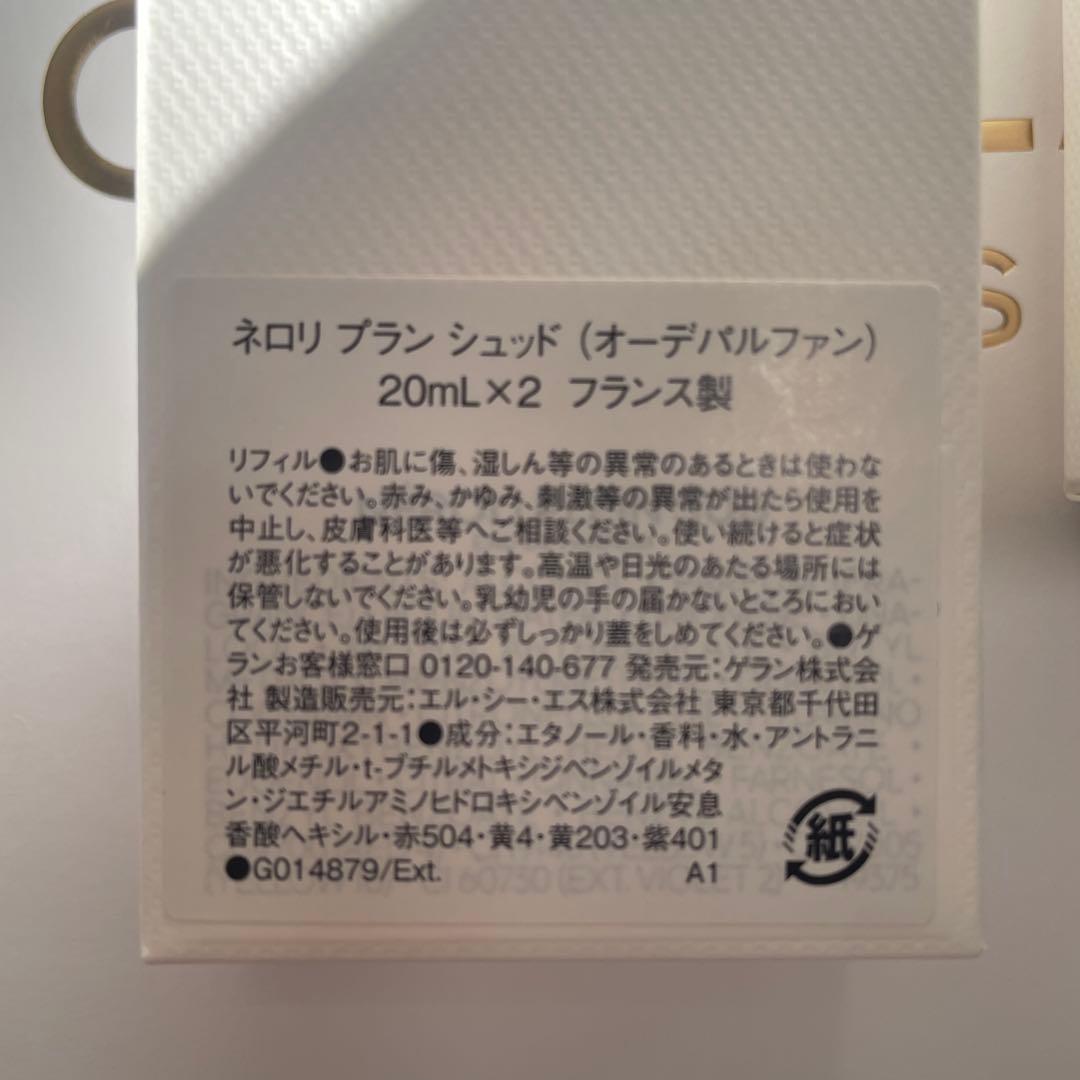 ネロリ プラン シュッド（オーデパルファン）
20mL×2 フランス製
リフィル●お肌に傷、湿しん等の異常のあるときは使わな
いでください。赤み、かゆみ、刺激等の異常が出たら使用を
中止し、皮膚科医等へご相談ください。使い続けると症状
が悪化することがあります。高温や日光のあたる場所には
保管しないでください。乳幼児の手の届かないところにおい
てください。使用後は必ずしっかり蓋をしめてください。●ゲ
ランお客様窓口 0120-140-677 発売元：ゲラン株式会
社 製造販売元：エル・シー・エス株式会社 東京都千代田
区平河町2-1-1●成分：エタノール・香料・水・アントラニ
ル酸メチル・t-ブチルメトキシジベンゾイルメタ
ン・ジエチルアミノヒドロキシベンゾイル安息
香酸ヘキシル・赤504・黄4・黄203・紫401
●G014879/Ext. A1
紙
FARNESOL
60730 (EXT. VIOLET 2)